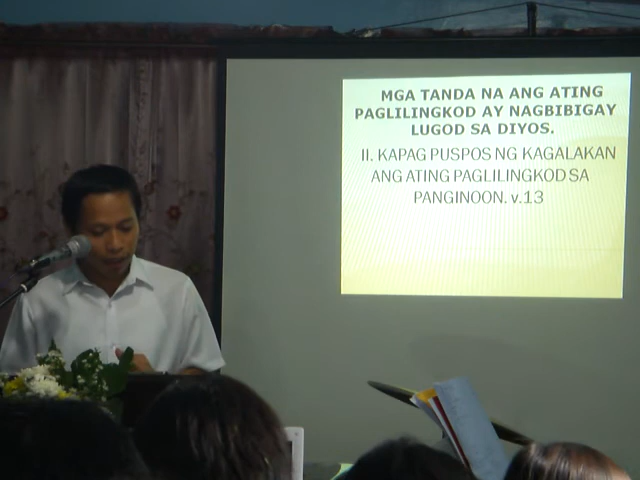 MGA TANDA NA ANG ATING
PAGLILINGKOD AY NAGBIBIGAY
LUGOD SA DIYOS.
II. KAPAG PUSPOS NG KAGALAKAN
ANG ATING PAGLILINGKOD SA
PANGINOON. v.13